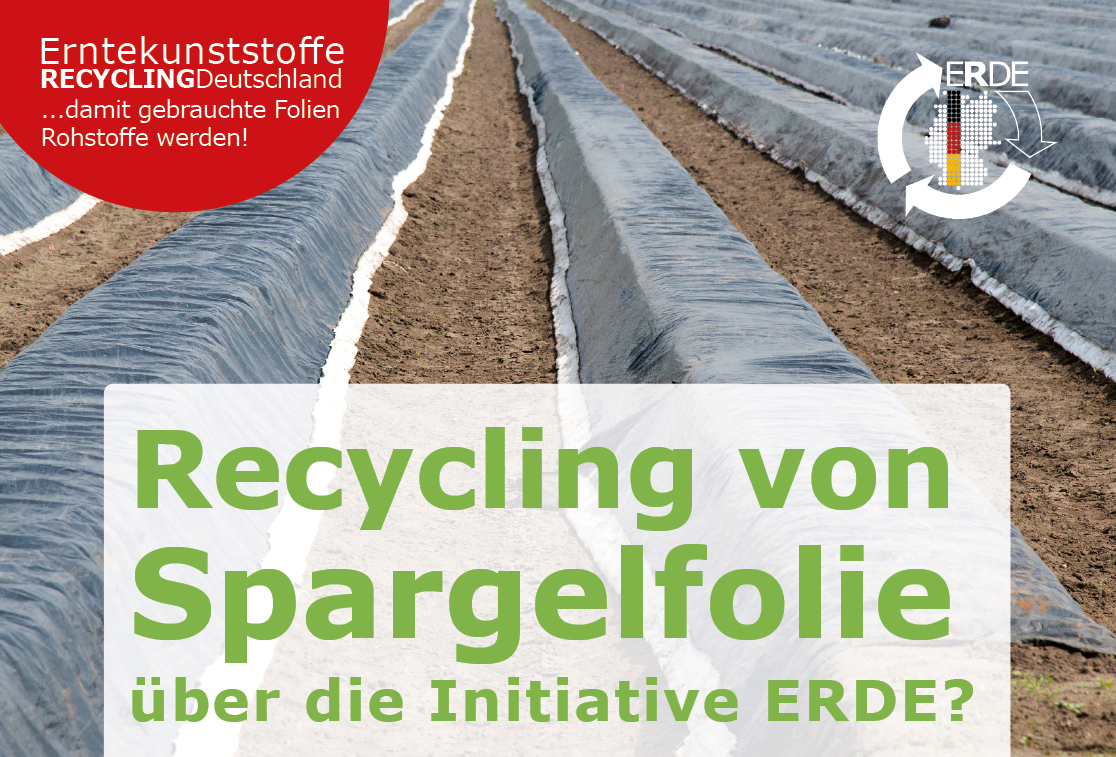 Erntekunststoffe
RECYCLINGDeutschland
...damit gebrauchte Folien
Rohstoffe werden!
ERDE
Recycling von
Spargelfolie
über die Initiative ERDE?